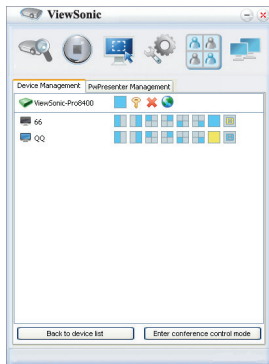 ViewSonic
Device Management PwPresenter Management
ViewSonic-Pro8400
66
QQ
Back to device list Enter conference control mode